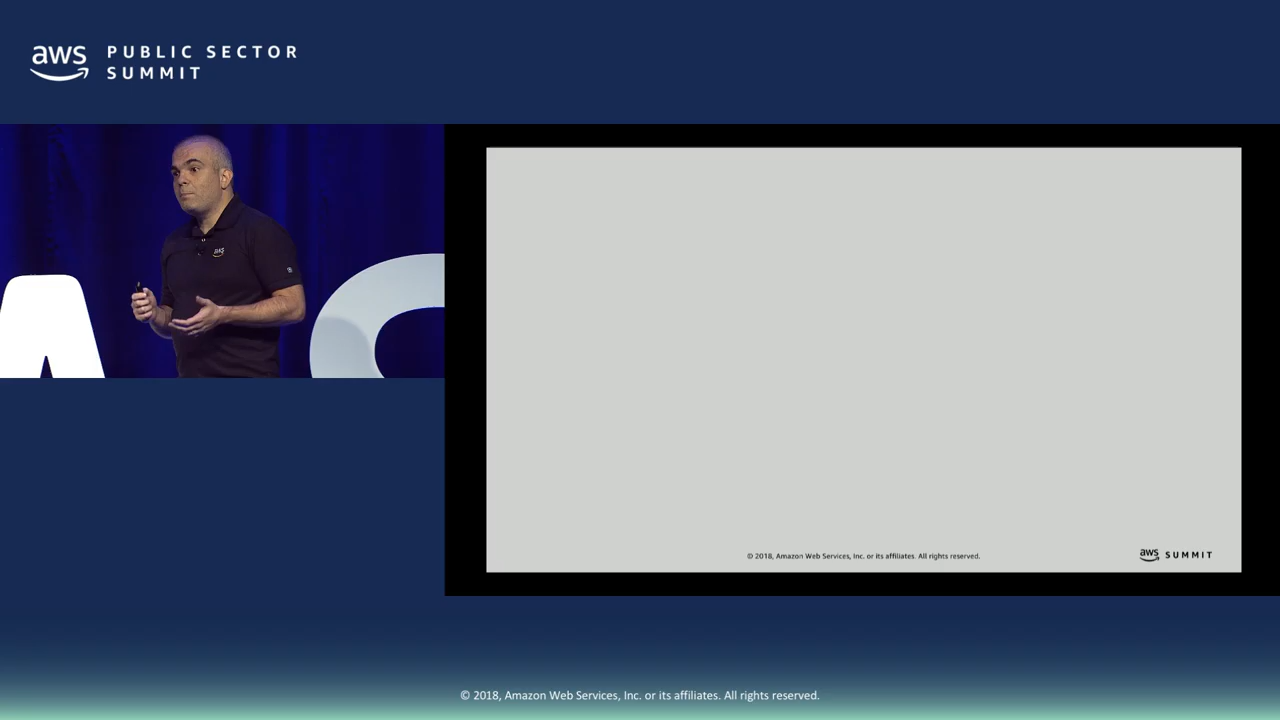 aws
PUBLIC SECTOR
SUMMIT
aws
© 2018, Amazon Web Services, Inc. or its affiliates. All rights reserved.
aws SUMMIT
© 2018, Amazon Web Services, Inc. or its affiliates. All rights reserved.